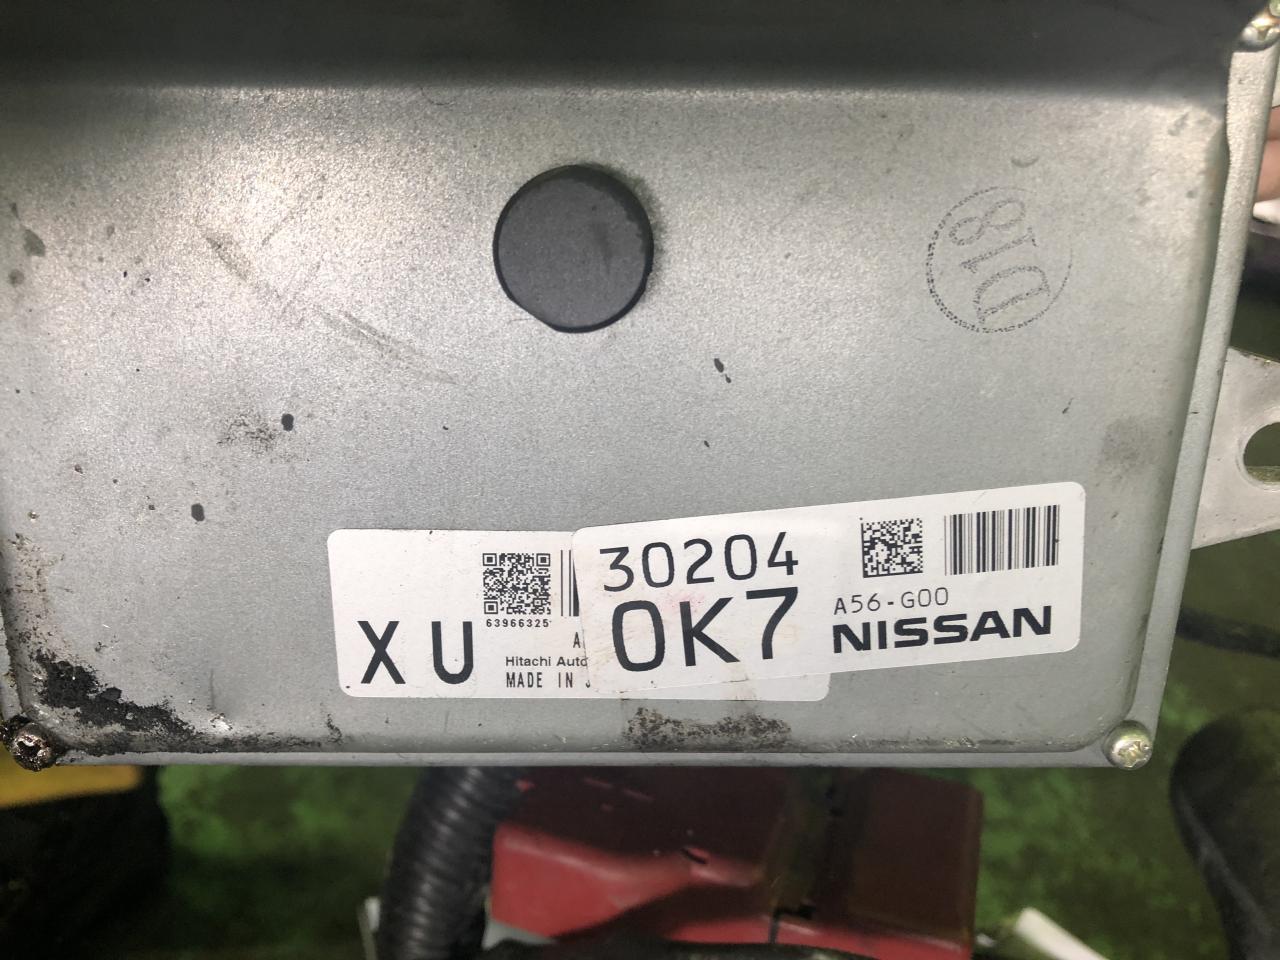 D18
30204
0K7
A56-G00
NISSAN
XU
63966325
A
Hitachi Auto
MADE IN J